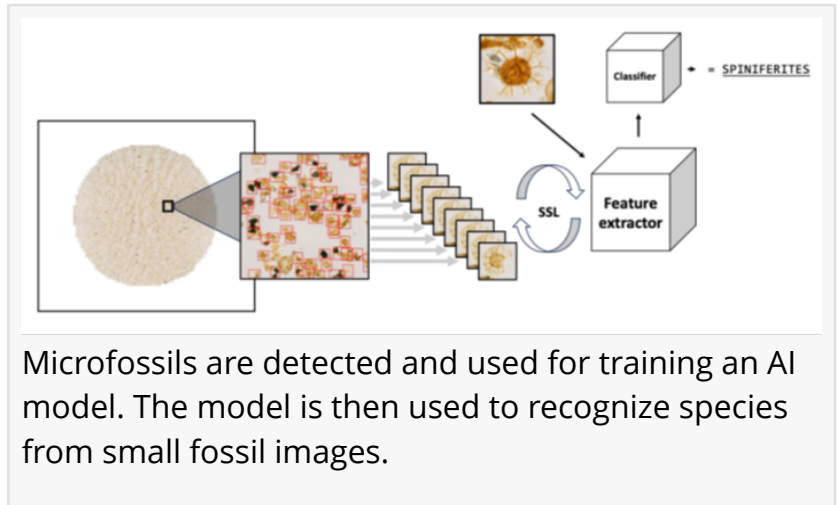 Classifier
= SPINIFERITES
SSL
Feature
extractor
Microfossils are detected and used for training an AI
model. The model is then used to recognize species
from small fossil images.